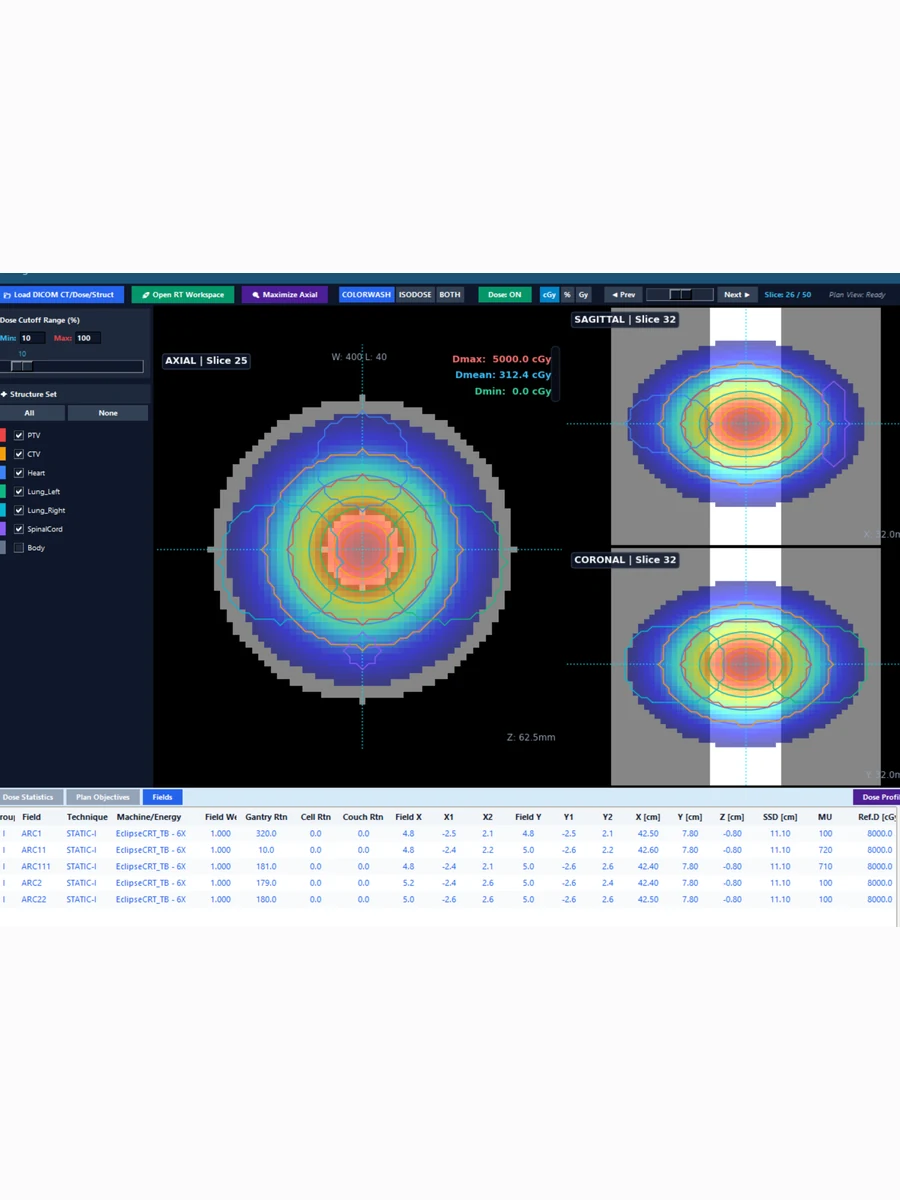 Load DICOM CT/Dose/Struct Open RT Workspace Maximize Axial COLORWASH ISODOSE BOTH Dose: ON cGy % Gy ◄ Prev Next ► Slice: 26 / 50 Plan View: Ready
Dose Cutoff Range (%)
Min: 10 Max: 100
10
Structure Set
All None
PTV
CTV
Heart
Lung_Left
Lung_Right
SpinalCord
Body
AXIAL | Slice 25
W: 400 L: 40
Dmax: 5000.0 cGy
Dmean: 312.4 cGy
Dmin: 0.0 cGy
Z: 62.5mm
SAGITTAL | Slice 32
CORONAL | Slice 32
Dose Statistics Plan Objectives Fields Dose Profi
Field Technique Machine/Energy Field We Gantry Rtn Cell Rtn Couch Rtn Field X X1 X2 Field Y Y1 Y2 X [cm] Y [cm] Z [cm] SSD [cm] MU Ref.D [cGy
I ARC1 STATIC-I EclipseCRT_TB - 6X 1.000 320.0 0.0 0.0 4.8 -2.5 2.1 4.8 -2.5 2.1 42.50 7.80 -0.80 11.10 100 8000.0
I ARC11 STATIC-I EclipseCRT_TB - 6X 1.000 10.0 0.0 0.0 4.8 -2.6 2.2 5.0 -2.6 2.2 42.60 7.80 -0.80 11.10 720 8000.0
I ARC111 STATIC-I EclipseCRT_TB - 6X 1.000 181.0 0.0 0.0 4.8 -2.4 2.1 5.0 -2.6 2.6 42.40 7.80 -0.80 11.10 710 8000.0
I ARC2 STATIC-I EclipseCRT_TB - 6X 1.000 179.0 0.0 0.0 5.2 -2.4 2.6 5.0 -2.6 2.4 42.40 7.80 -0.80 11.10 100 8000.0
I ARC22 STATIC-I EclipseCRT_TB - 6X 1.000 180.0 0.0 0.0 5.0 -2.6 2.6 5.0 -2.6 2.6 42.50 7.80 -0.80 11.10 100 8000.0